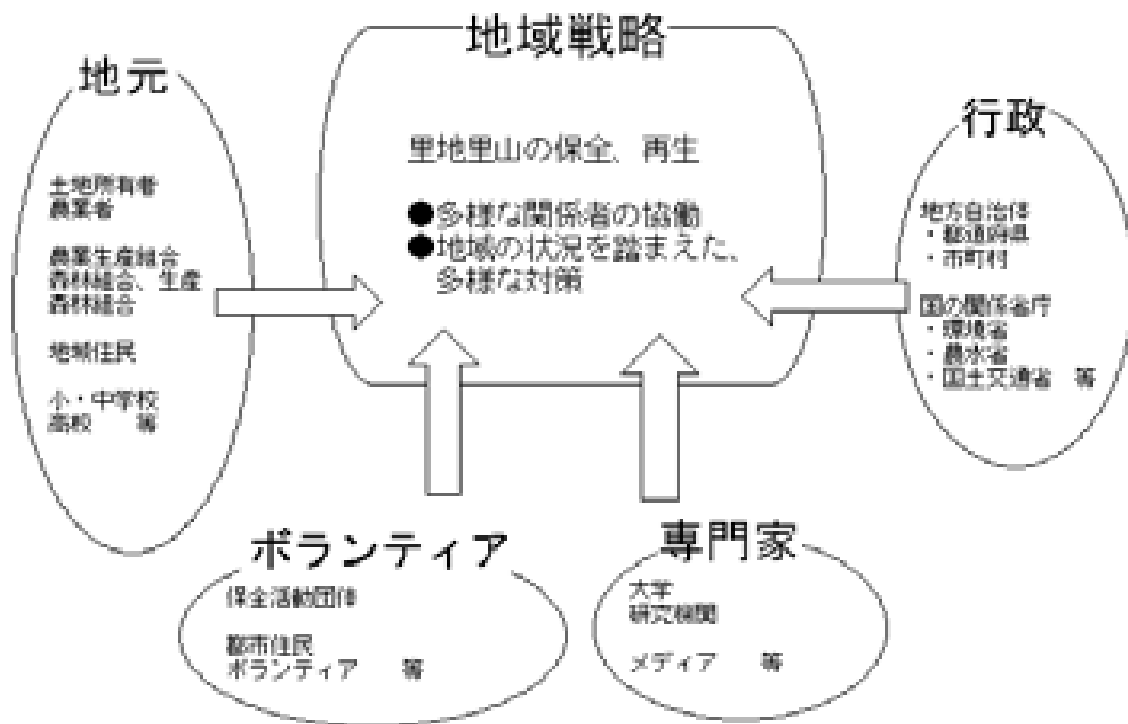 地域戦略
里地里山の保全、再生
●多様な関係者の協働
●地域の状況を踏まえた、
多様な対策
地元
土地所有者
農業者
農業生産組合
森林組合、生産
森林組合
地域住民
小・中学校
高校　等
行政
地方自治体
・都道府県
・市町村
国の関係省庁
・環境省
・農水省
・国土交通省　等
ボランティア
保全活動団体
都市住民
ボランティア　等
専門家
大学
研究機関
メディア　等